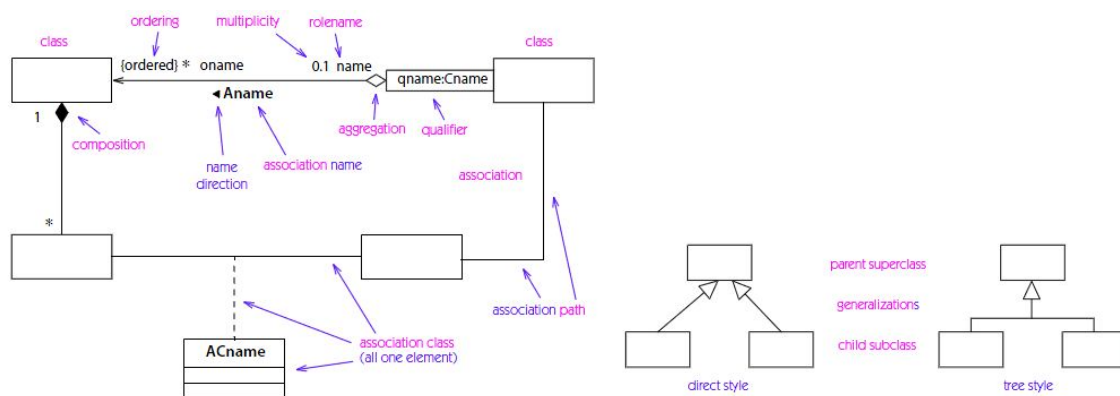 ordering
multiplicity
rolename
class
class
{ordered} * oname
0.1 name
qname:Cname
◄ Aname
1
composition
aggregation
qualifier
name
direction
association name
association
*
association path
association class
(all one element)
ACname
parent superclass
generalizations
child subclass
direct style
tree style